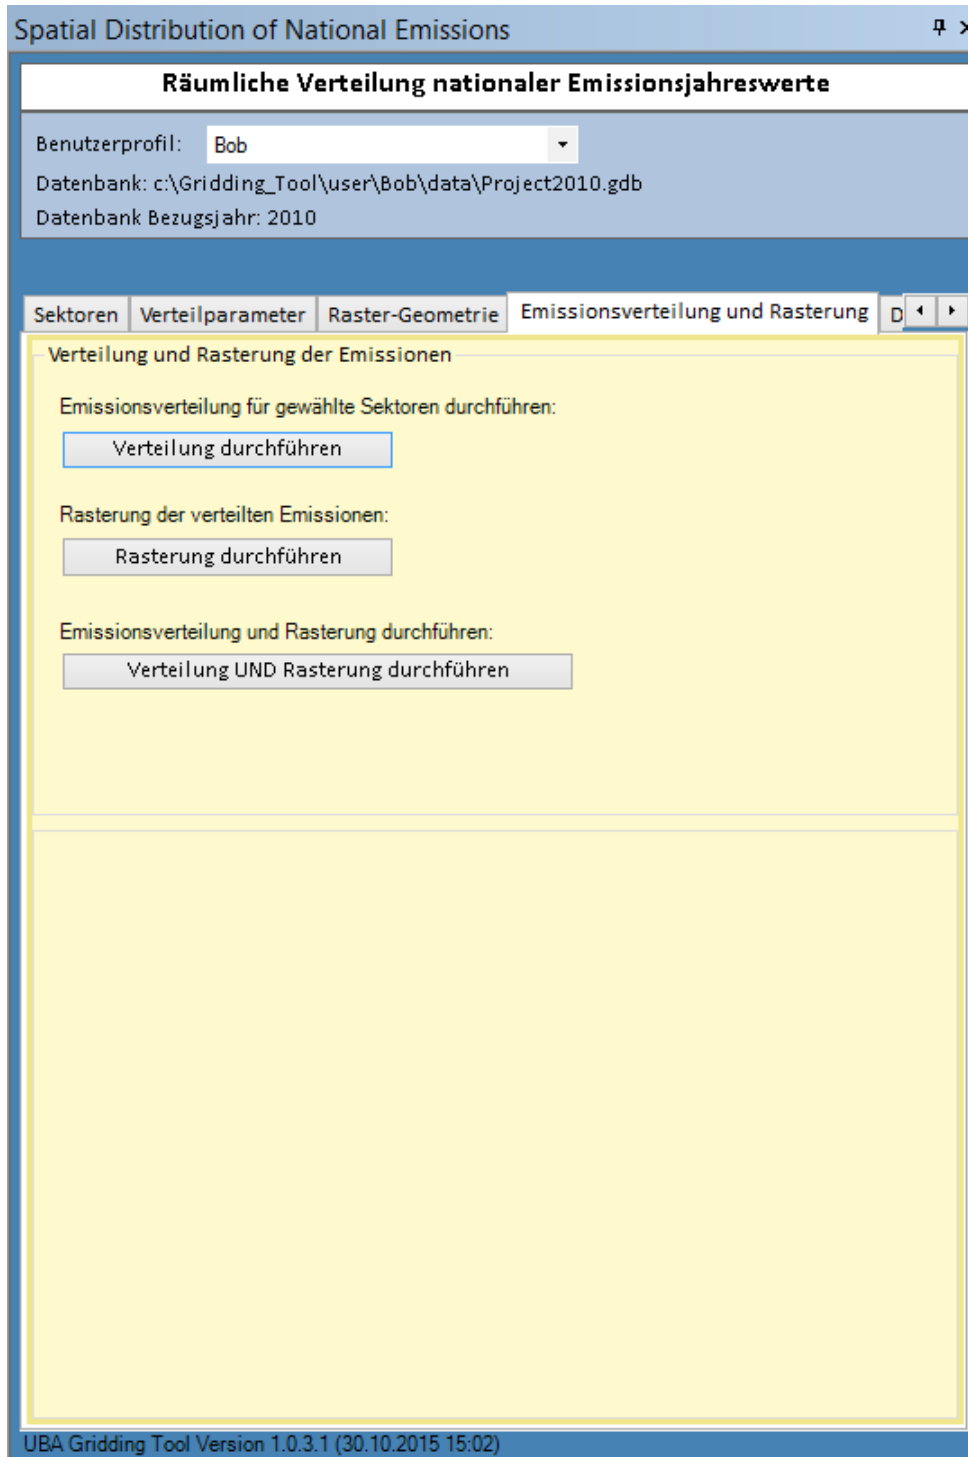 Spatial Distribution of National Emissions
Räumliche Verteilung nationaler Emissionsjahreswerte
Benutzerprofil: Bob
Datenbank: c:\Gridding_Tool\user\Bob\data\Project2010.gdb
Datenbank Bezugsjahr: 2010
Sektoren Verteilparameter Raster-Geometrie Emissionsverteilung und Rasterung D
Verteilung und Rasterung der Emissionen
Emissionsverteilung für gewählte Sektoren durchführen:
Verteilung durchführen
Rasterung der verteilten Emissionen:
Rasterung durchführen
Emissionsverteilung und Rasterung durchführen:
Verteilung UND Rasterung durchführen
UBA Gridding Tool Version 1.0.3.1 (30.10.2015 15:02)